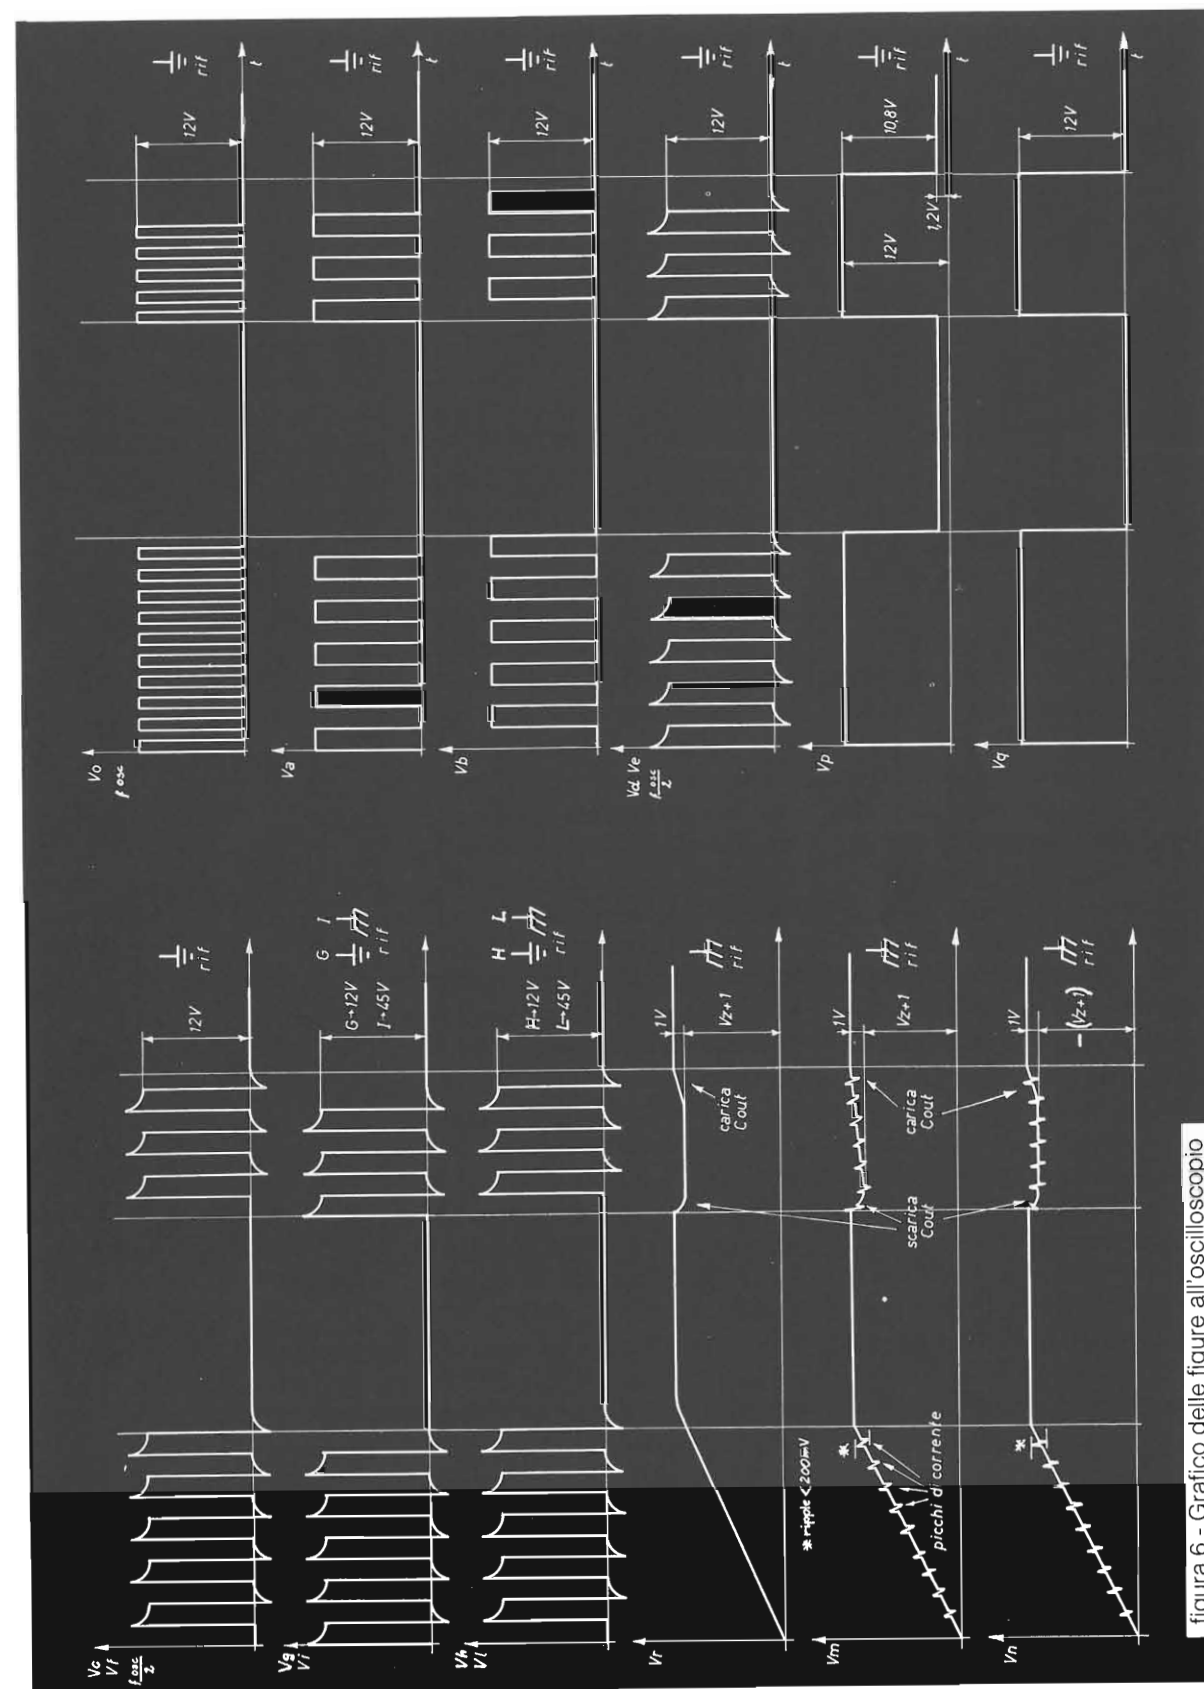 Vo
f osc
12V
rif
t
Va
12V
rif
t
Vb
12V
rif
t
Vd Ve
f osc
2
12V
rif
t
Vp
12V
10,8V
1,2V
rif
t
Vq
12V
rif
t
Vc
Vf
f osc
2
12V
rif
Vg
Vi
G→12V
I→45V
G I
rif
Vh
Vl
H→12V
L→45V
H L
rif
Vr
1V
Vz+1
carica
Cout
rif
Vm
* ripple < 200mV
*
picchi di corrente
scarica
Cout
carica
Cout
1V
Vz+1
rif
Vn
*
1V
-(Vz+1)
rif
figura 6 - Grafico delle figure all'oscilloscopio